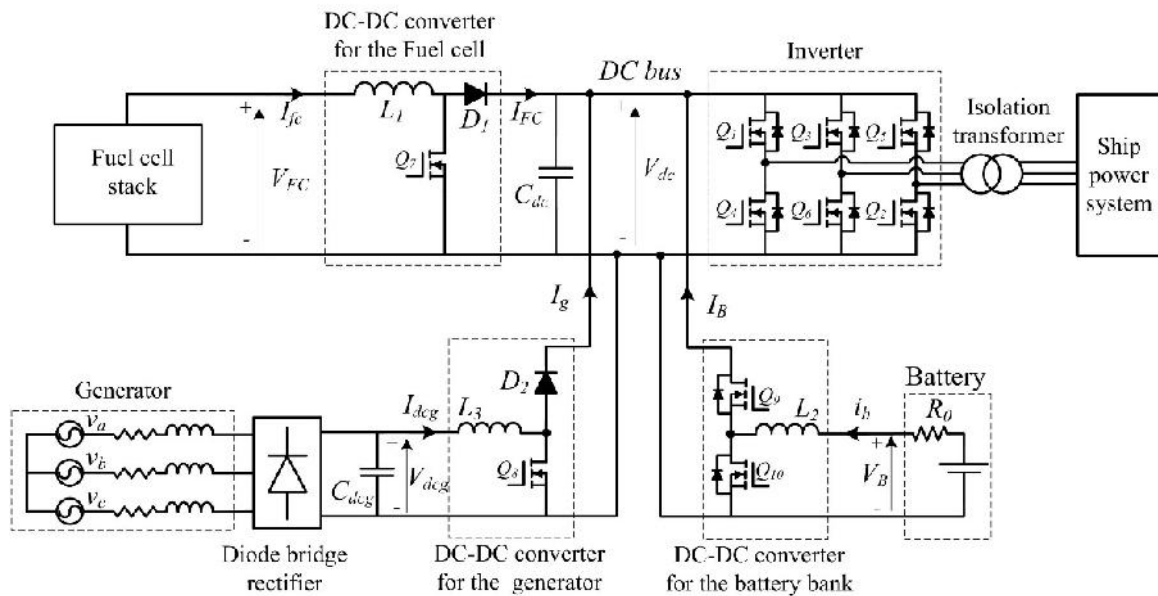 DC-DC converter
for the Fuel cell
Inverter
DC bus
Isolation
transformer
I_fc
L_1
D_1
I_FC
+
+
Q_1
Q_3
Q_5
Fuel cell
stack
Q_7
V_FC
C_dc
V_dc
Ship
power
system
Q_4
Q_6
Q_2
-
-
I_g
I_B
Generator
D_2
Q_9
Battery
I_dcg
L_3
L_2
i_b
R_0
v_a
-
+
v_b
C_dcg
V_dcg
Q_8
Q_10
V_B
v_c
-
-
Diode bridge
rectifier
DC-DC converter
for the generator
DC-DC converter
for the battery bank